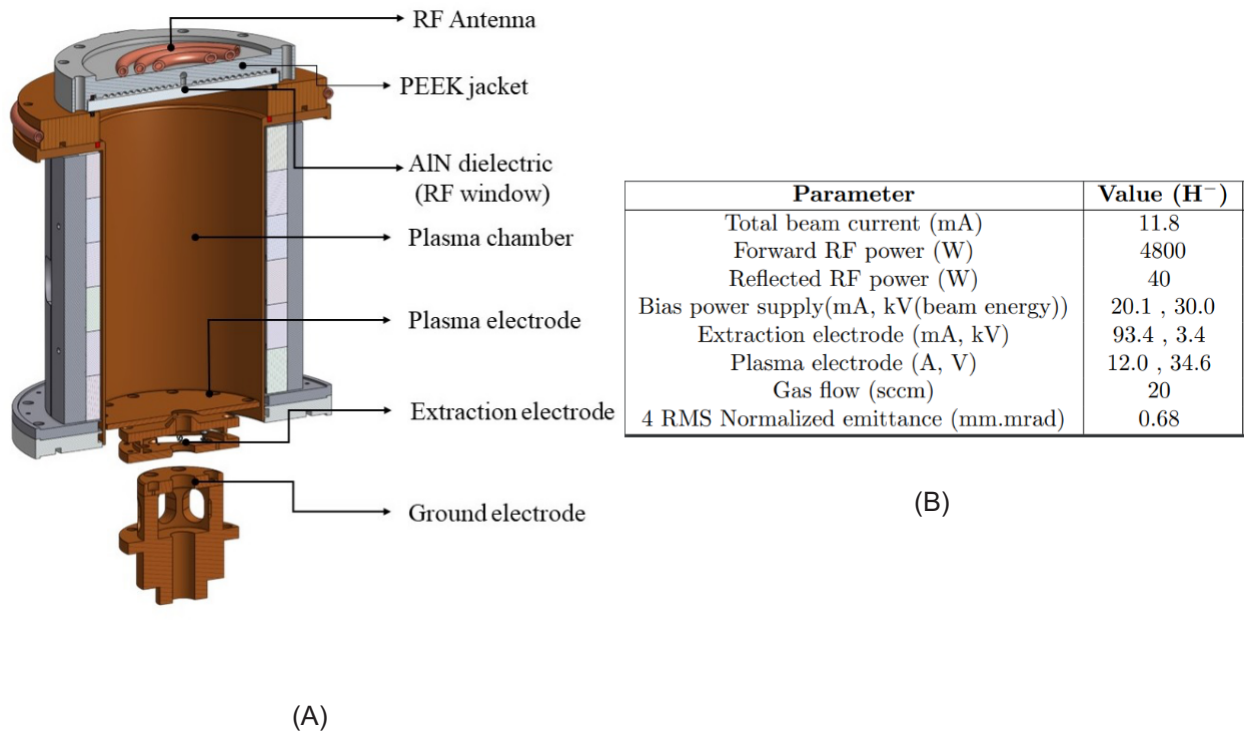 RF Antenna
PEEK jacket
AlN dielectric
(RF window)
Plasma chamber
Plasma electrode
Extraction electrode
Ground electrode
(A)
Parameter Value (H⁻)
Total beam current (mA) 11.8
Forward RF power (W) 4800
Reflected RF power (W) 40
Bias power supply(mA, kV(beam energy)) 20.1 , 30.0
Extraction electrode (mA, kV) 93.4 , 3.4
Plasma electrode (A, V) 12.0 , 34.6
Gas flow (sccm) 20
4 RMS Normalized emittance (mm.mrad) 0.68
(B)